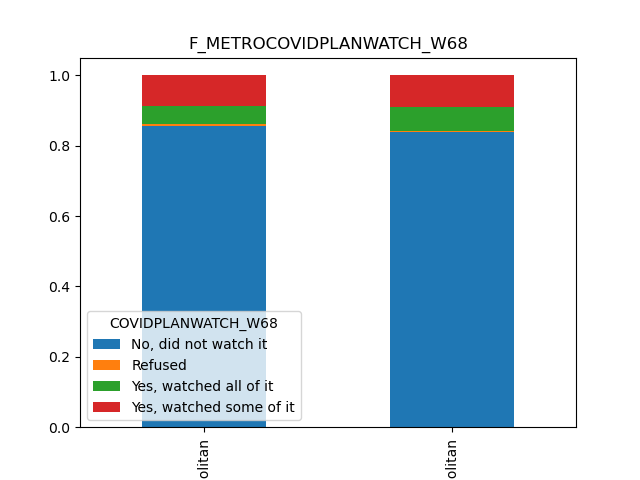 F_METROCOVIDPLANWATCH_W68
1.0
0.8
0.6
0.4
0.2
0.0
COVIDPLANWATCH_W68
No, did not watch it
Refused
Yes, watched all of it
Yes, watched some of it
olitan
olitan